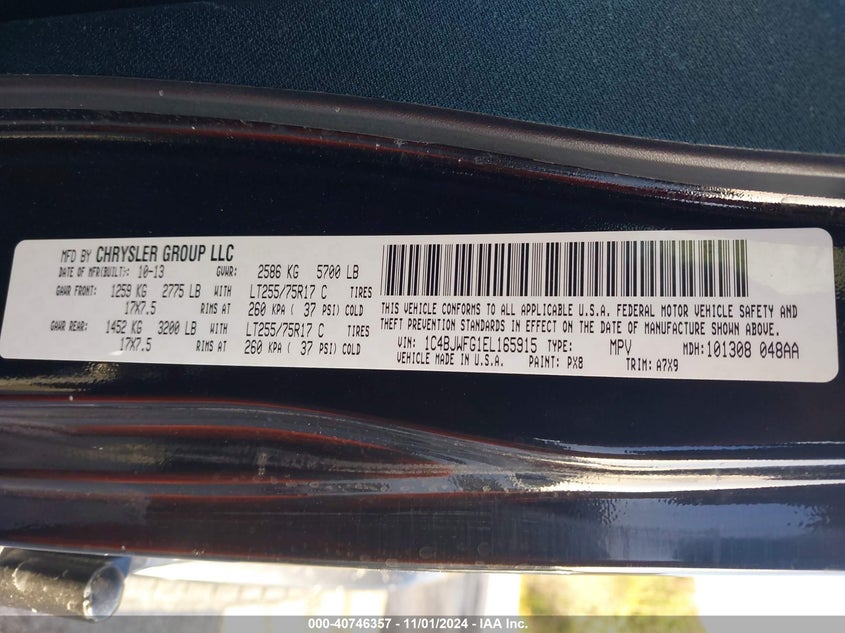 MFD BY CHRYSLER GROUP LLC
DATE OF MFR(BUILT): 10-13 GVWR: 2586 KG 5700 LB
GAWR FRONT: 1259 KG 2775 LB WITH LT255/75R17 C TIRES
17X7.5 RIMS AT 260 KPA ( 37 PSI) COLD
GAWR REAR: 1452 KG 3200 LB WITH LT255/75R17 C TIRES
17X7.5 RIMS AT 260 KPA ( 37 PSI) COLD
THIS VEHICLE CONFORMS TO ALL APPLICABLE U.S.A. FEDERAL MOTOR VEHICLE SAFETY AND
THEFT PREVENTION STANDARDS IN EFFECT ON THE DATE OF MANUFACTURE SHOWN ABOVE.
VIN: 1C4BJWFG1EL165915 TYPE: MPV MDH: 101308 048AA
VEHICLE MADE IN U.S.A. PAINT: PX8 TRIM: A7X9
000-40746357 - 11/01/2024 - IAA Inc.